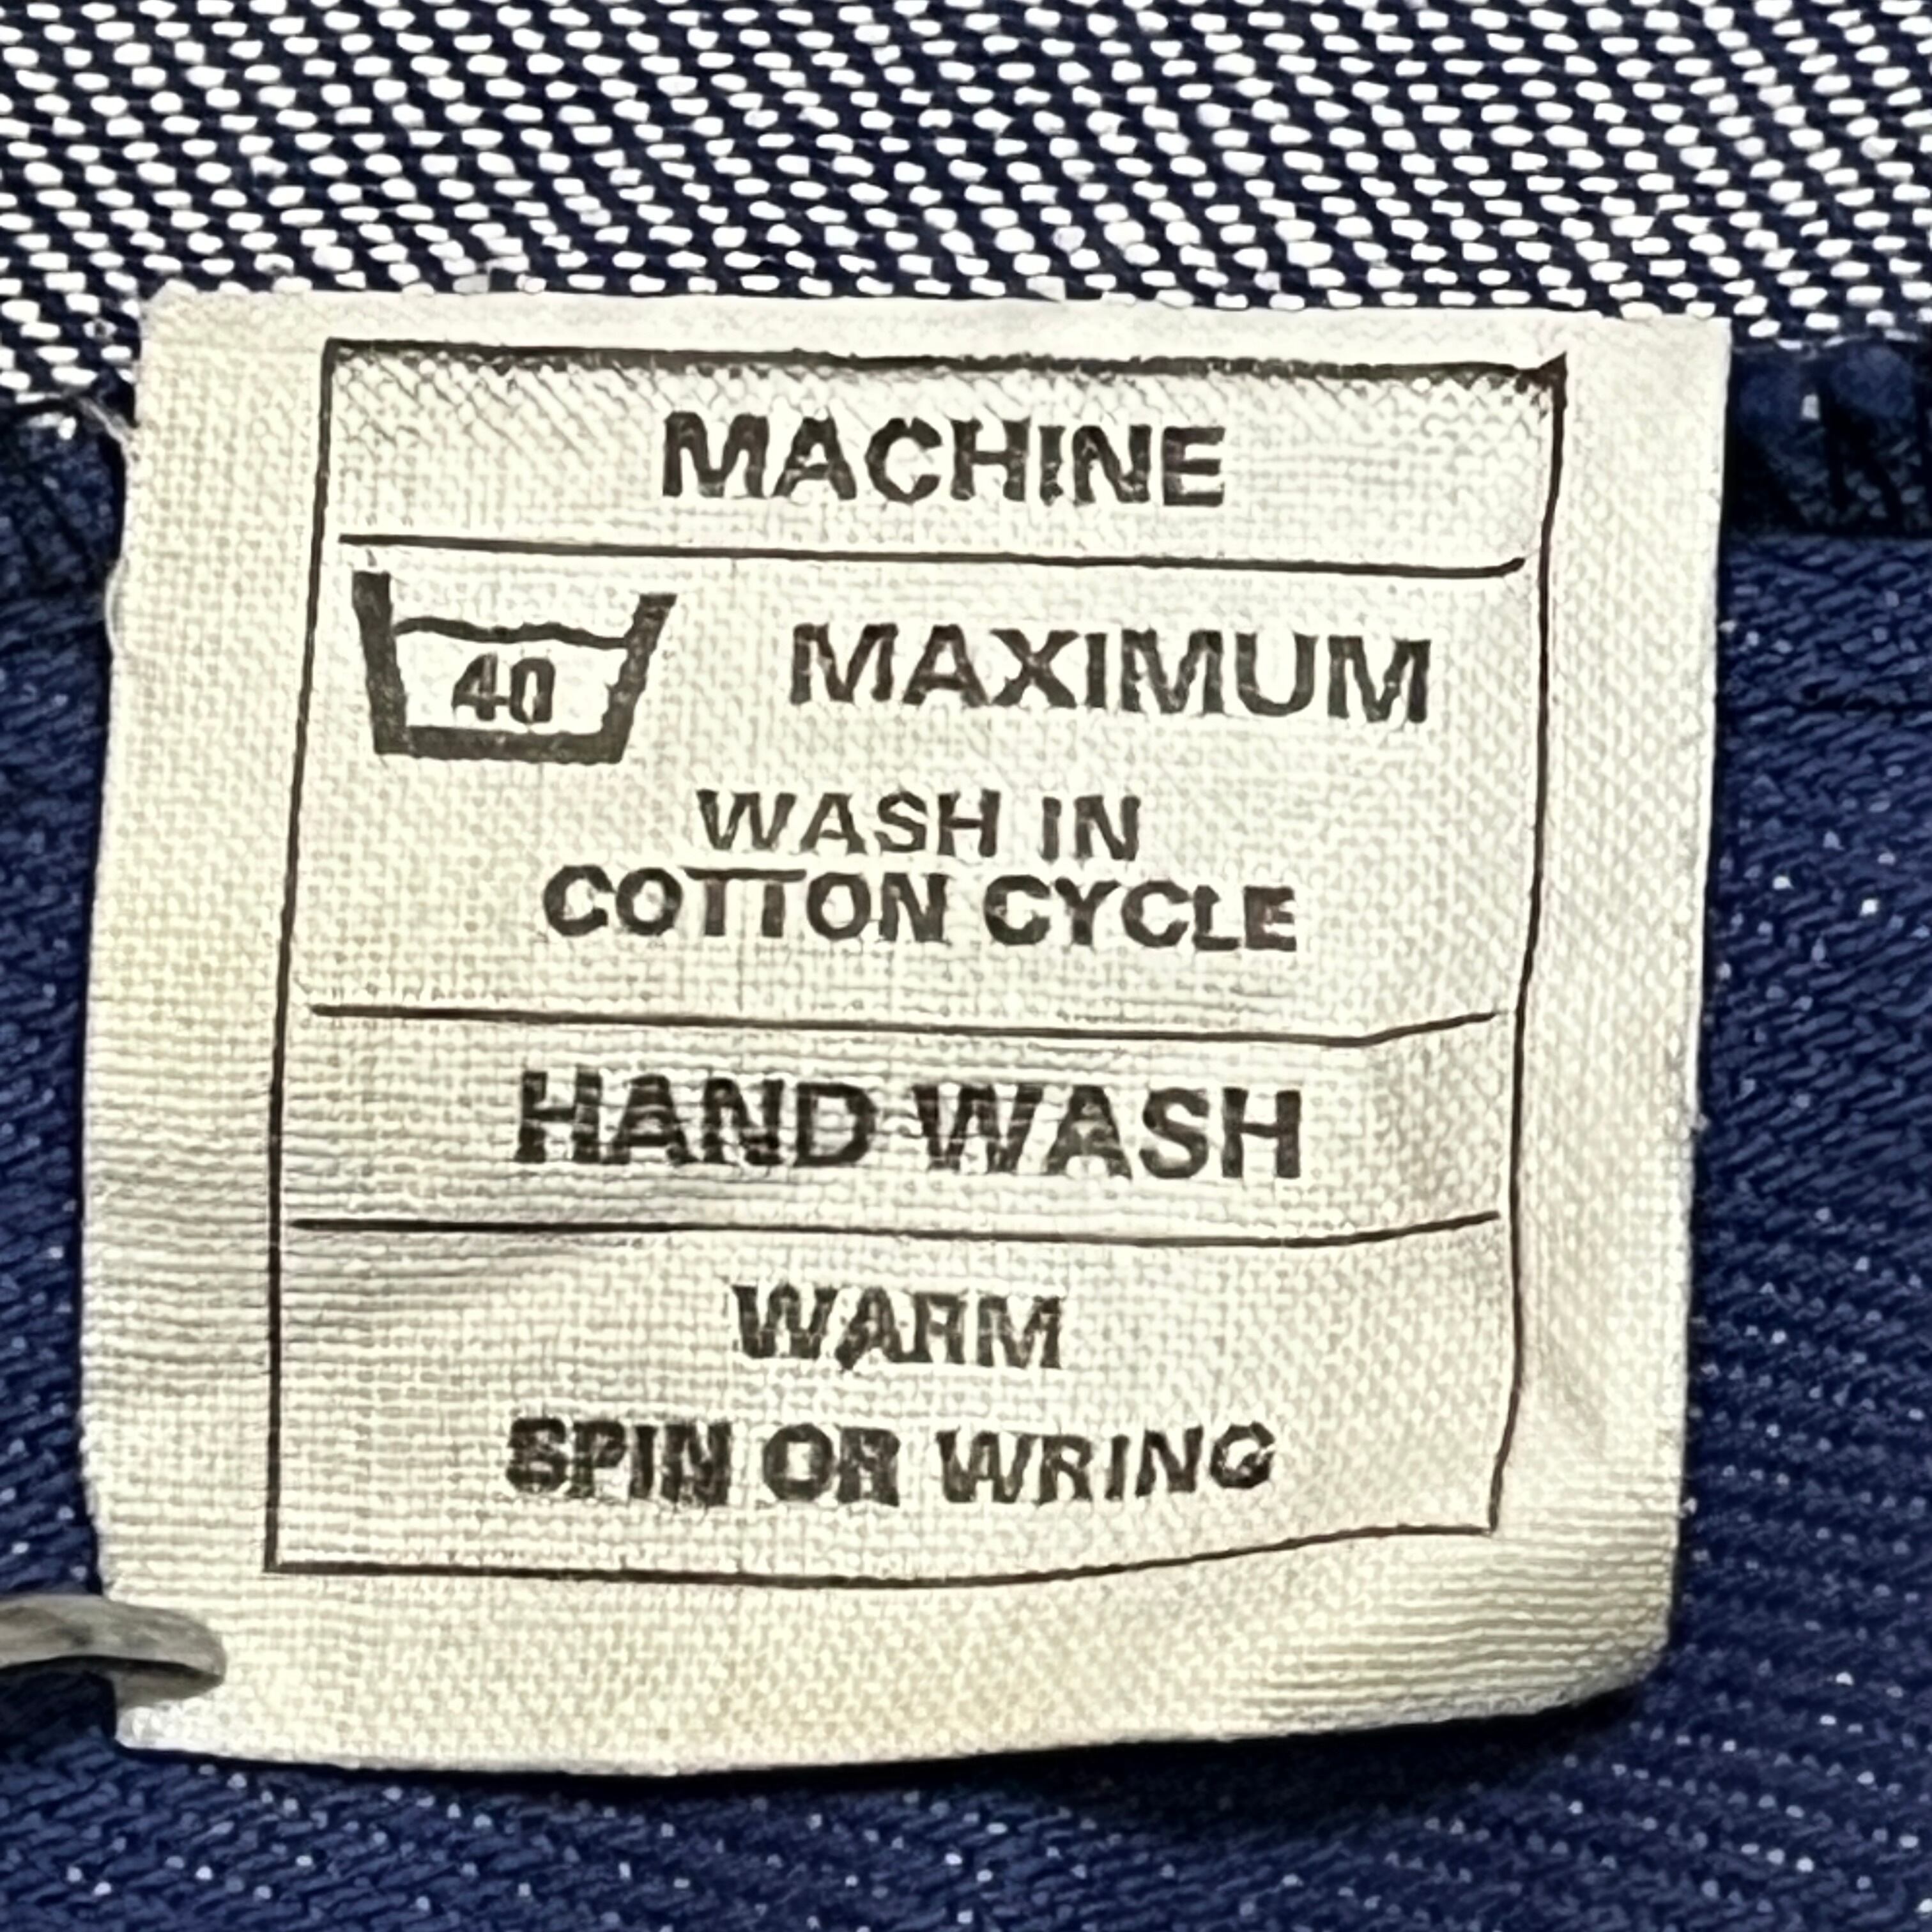 MACHINE
40 MAXIMUM
WASH IN
COTTON CYCLE
HAND WASH
WARM
SPIN OR WRING